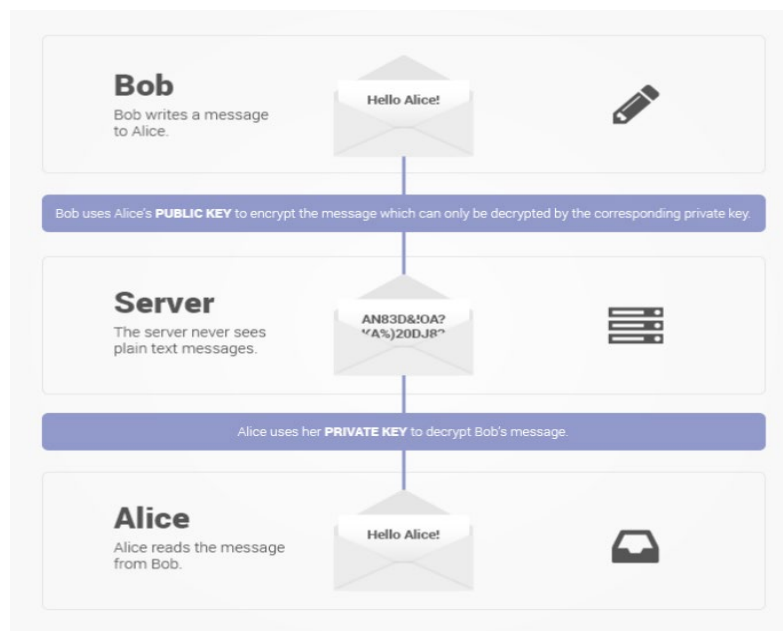 Bob
Bob writes a message
to Alice.
Hello Alice!
Bob uses Alice's PUBLIC KEY to encrypt the message which can only be decrypted by the corresponding private key.
Server
The server never sees
plain text messages.
AN83D&!OA?
Alice uses her PRIVATE KEY to decrypt Bob's message.
Alice
Alice reads the message
from Bob.
Hello Alice!